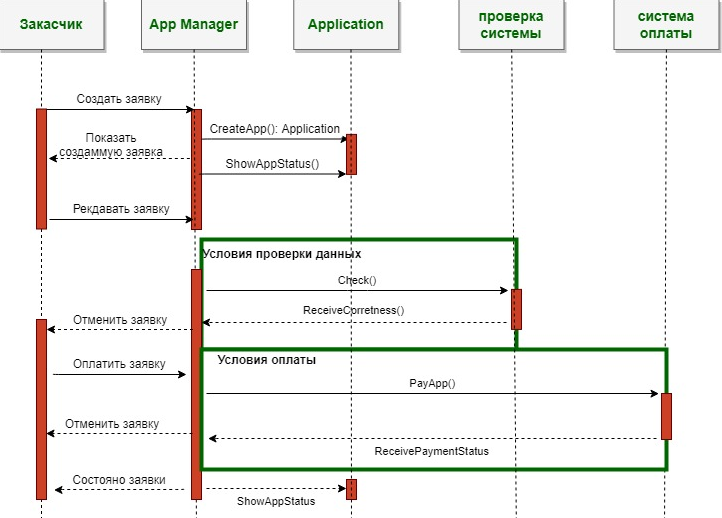 Закасчик
App Manager
Application
проверка
системы
система
оплаты
Создать заявку
CreateApp(): Application
Показать
создаммую заявка
ShowAppStatus()
Рекдавать заявку
Условия проверки данных
Check()
ReceiveCorretness()
Отменить заявку
Условия оплаты
Оплатить заявку
PayApp()
Отменить заявку
ReceivePaymentStatus
Состояно заявки
ShowAppStatus